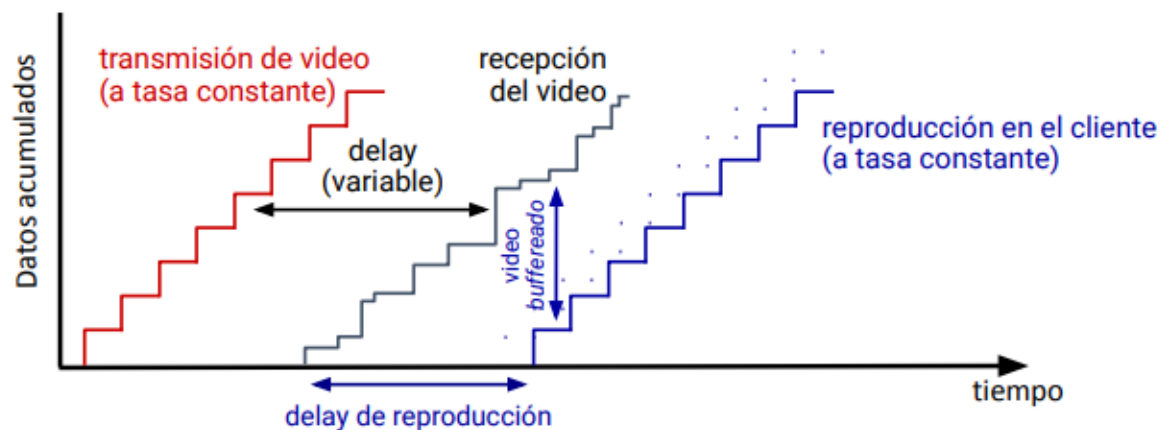 transmisión de video
(a tasa constante)
recepción
del video
delay
(variable)
reproducción en el cliente
(a tasa constante)
Datos acumulados
video
buffereado
tiempo
delay de reproducción